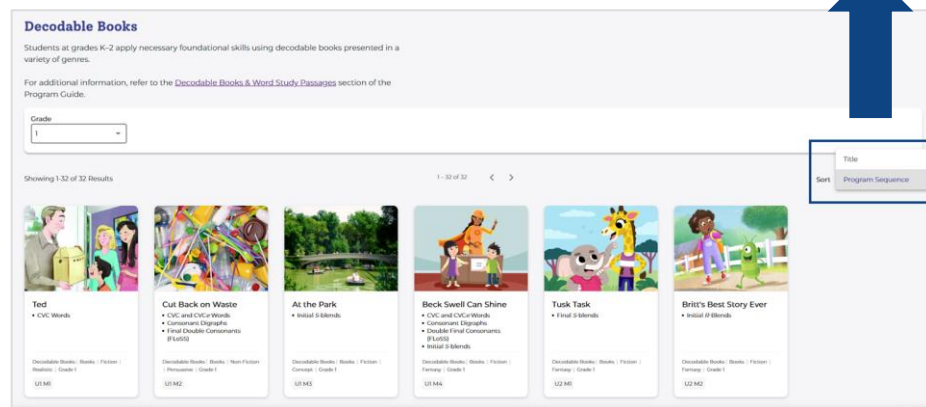 Decodable Books
Students at grades K–2 apply necessary foundational skills using decodable books presented in a
variety of genres.
For additional information, refer to the Decodable Books & Word Study Passages section of the
Program Guide.
Grade
1
Showing 1-32 of 32 Results
1 – 32 of 32
Sort
Title
Program Sequence
Ted
• CVC Words
Decodable Books | Books | Fiction |
Realistic | Grade 1
U1 M1
Cut Back on Waste
• CVC and CVCe Words
• Consonant Digraphs
• Final Double Consonants
(FLoSS)
Decodable Books | Books | Non-Fiction
| Persuasive | Grade 1
U1 M2
At the Park
• Initial S-blends
Decodable Books | Books | Fiction |
Concept | Grade 1
U1 M3
Beck Swell Can Shine
• CVC and CVCe Words
• Consonant Digraphs
• Double Final Consonants
(FLoSS)
• Initial S-blends
Decodable Books | Books | Fiction |
Fantasy | Grade 1
U1 M4
Tusk Task
• Final S-blends
Decodable Books | Books | Fiction |
Fantasy | Grade 1
U2 M1
Britt's Best Story Ever
• Initial R-Blends
Decodable Books | Books | Fiction |
Fantasy | Grade 1
U2 M2